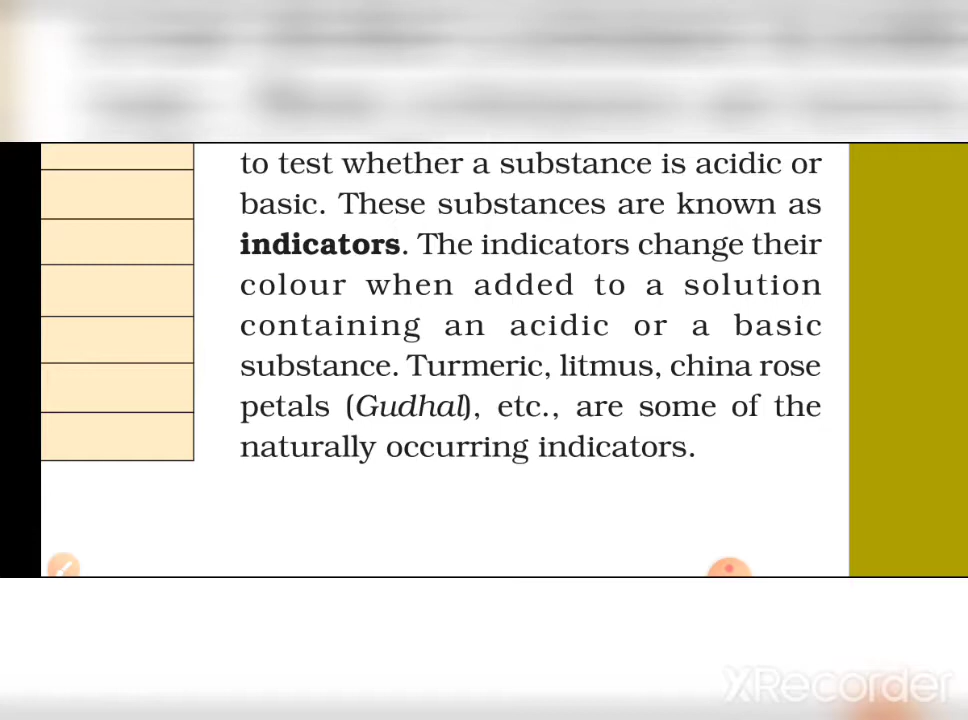 to test whether a substance is acidic or
basic. These substances are known as
indicators. The indicators change their
colour when added to a solution
containing an acidic or a basic
substance. Turmeric, litmus, china rose
petals (Gudhal), etc., are some of the
naturally occurring indicators.
XRecorder